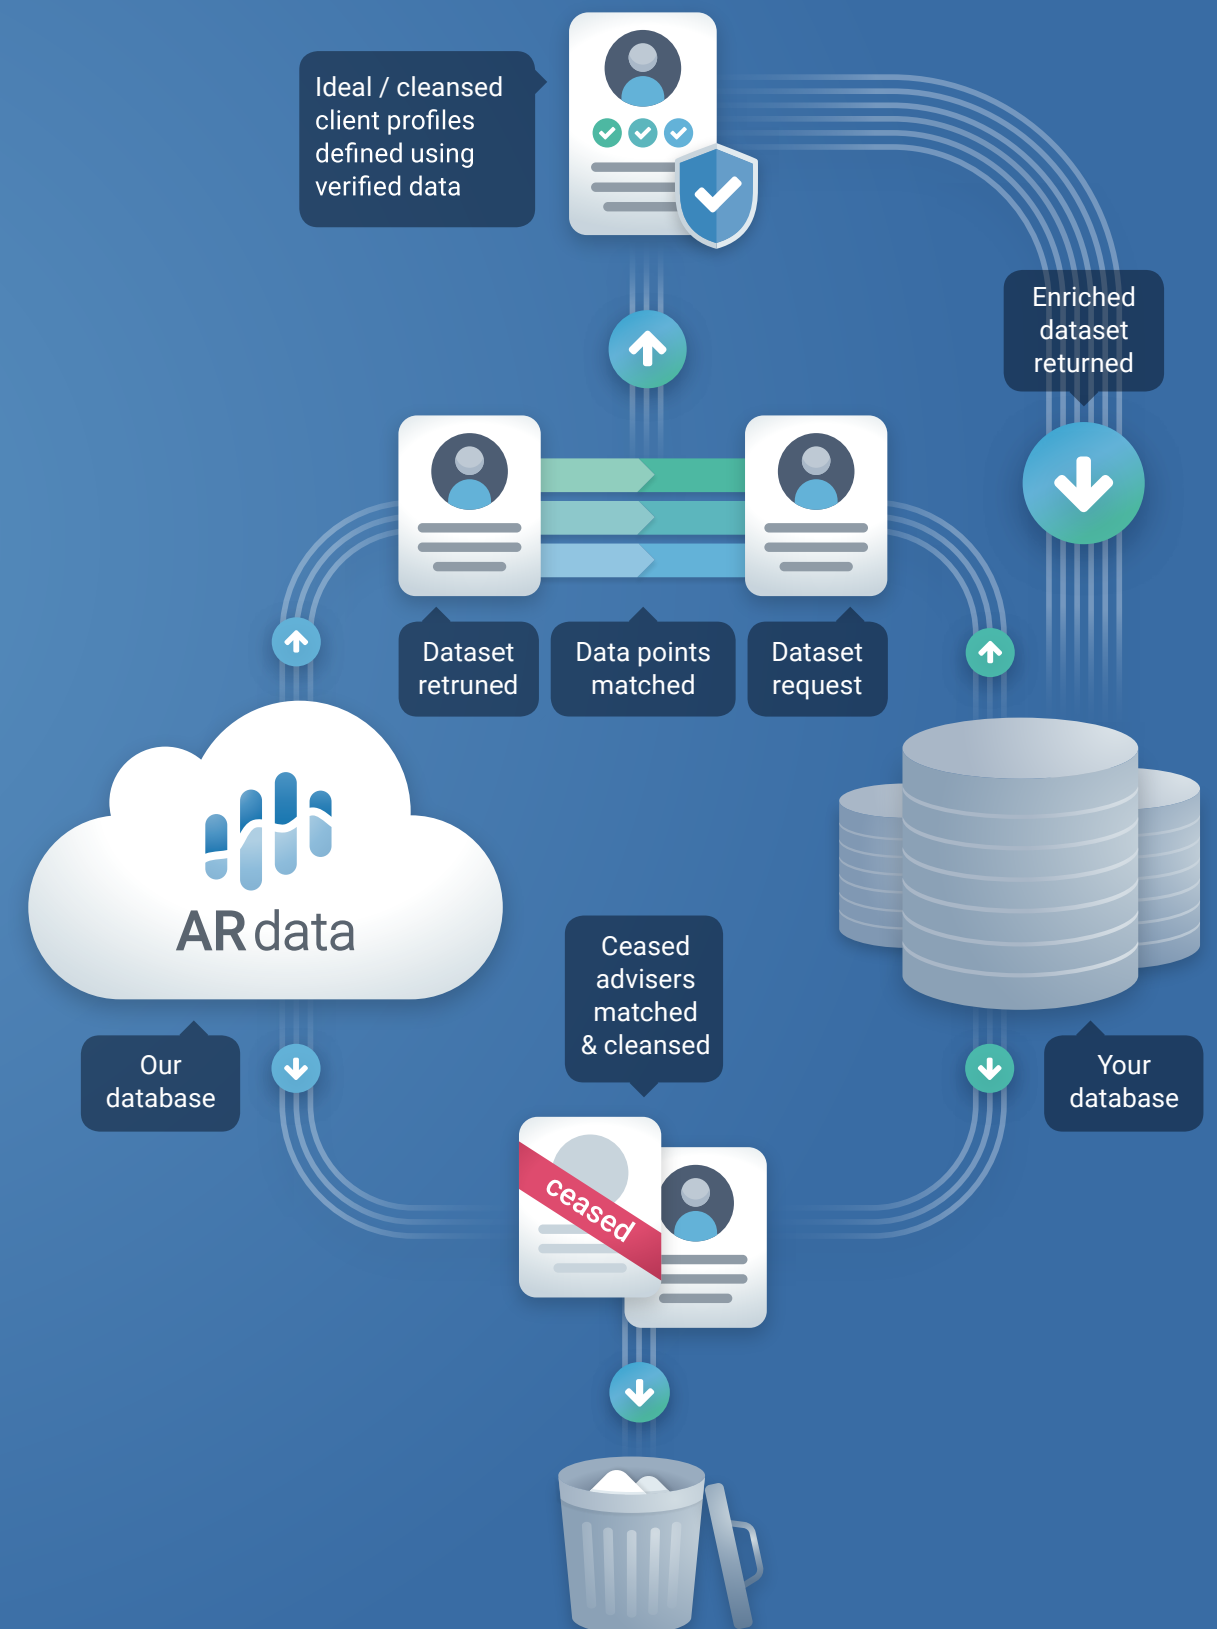 Ideal / cleansed
client profiles
defined using
verified data
Enriched
dataset
returned
Dataset
retruned
Data points
matched
Dataset
request
AR data
Ceased
advisers
matched
& cleansed
Our
database
Your
database
ceased